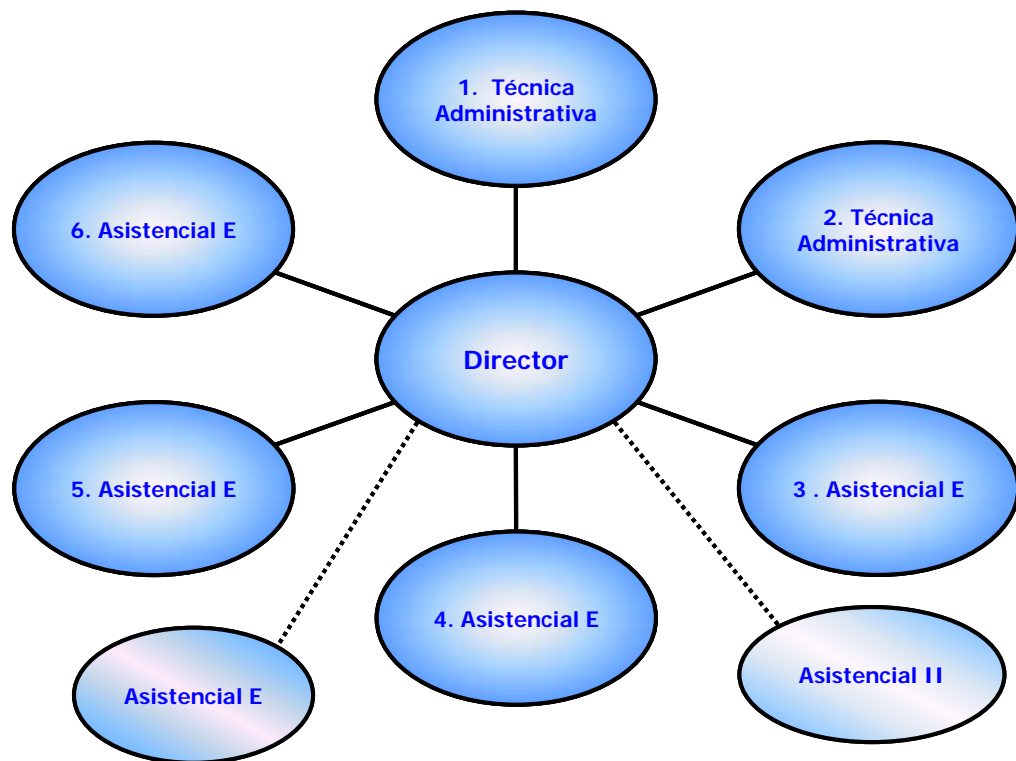 1. Técnica
Administrativa
6. Asistencial E
2. Técnica
Administrativa
Director
5. Asistencial E
3 . Asistencial E
4. Asistencial E
Asistencial E
Asistencial II